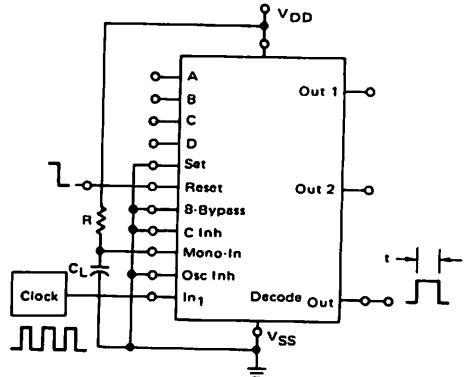 VDD
A
B
C
D
Set
Reset
8-Bypass
C Inh
Mono-In
Osc Inh
In1
Out 1
Out 2
Decode Out
R
CL
Clock
t
VSS